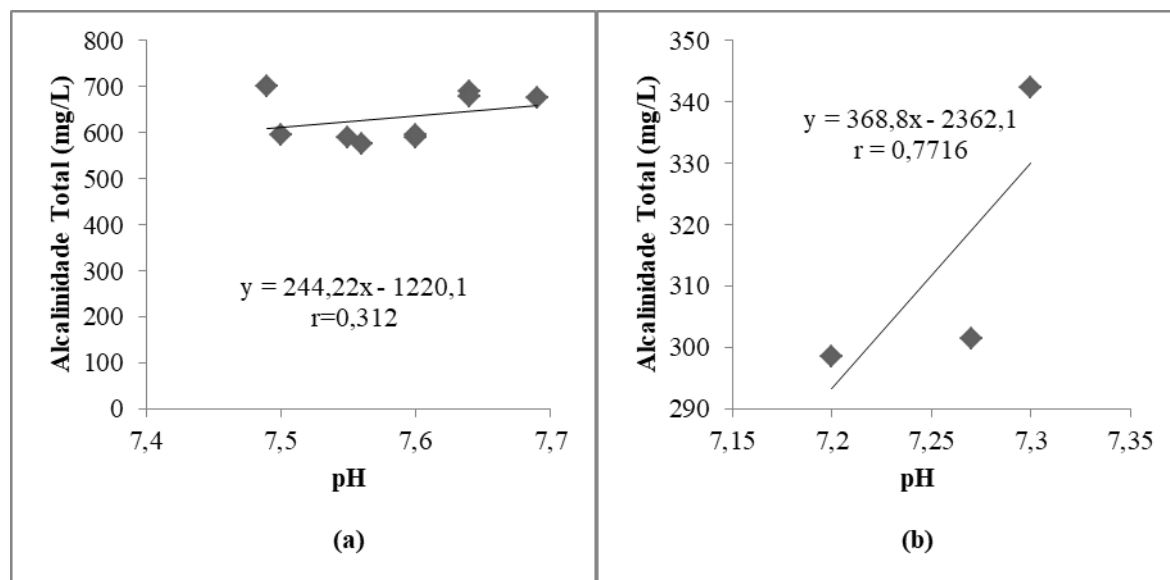 Alcalinidade Total (mg/L)
800
700
600
500
400
300
200
100
0
y = 244,22x - 1220,1
r=0,312
7,4
7,5
7,6
7,7
pH
(a)
Alcalinidade Total (mg/L)
350
340
330
320
310
300
290
y = 368,8x - 2362,1
r = 0,7716
7,15
7,2
7,25
7,3
7,35
pH
(b)